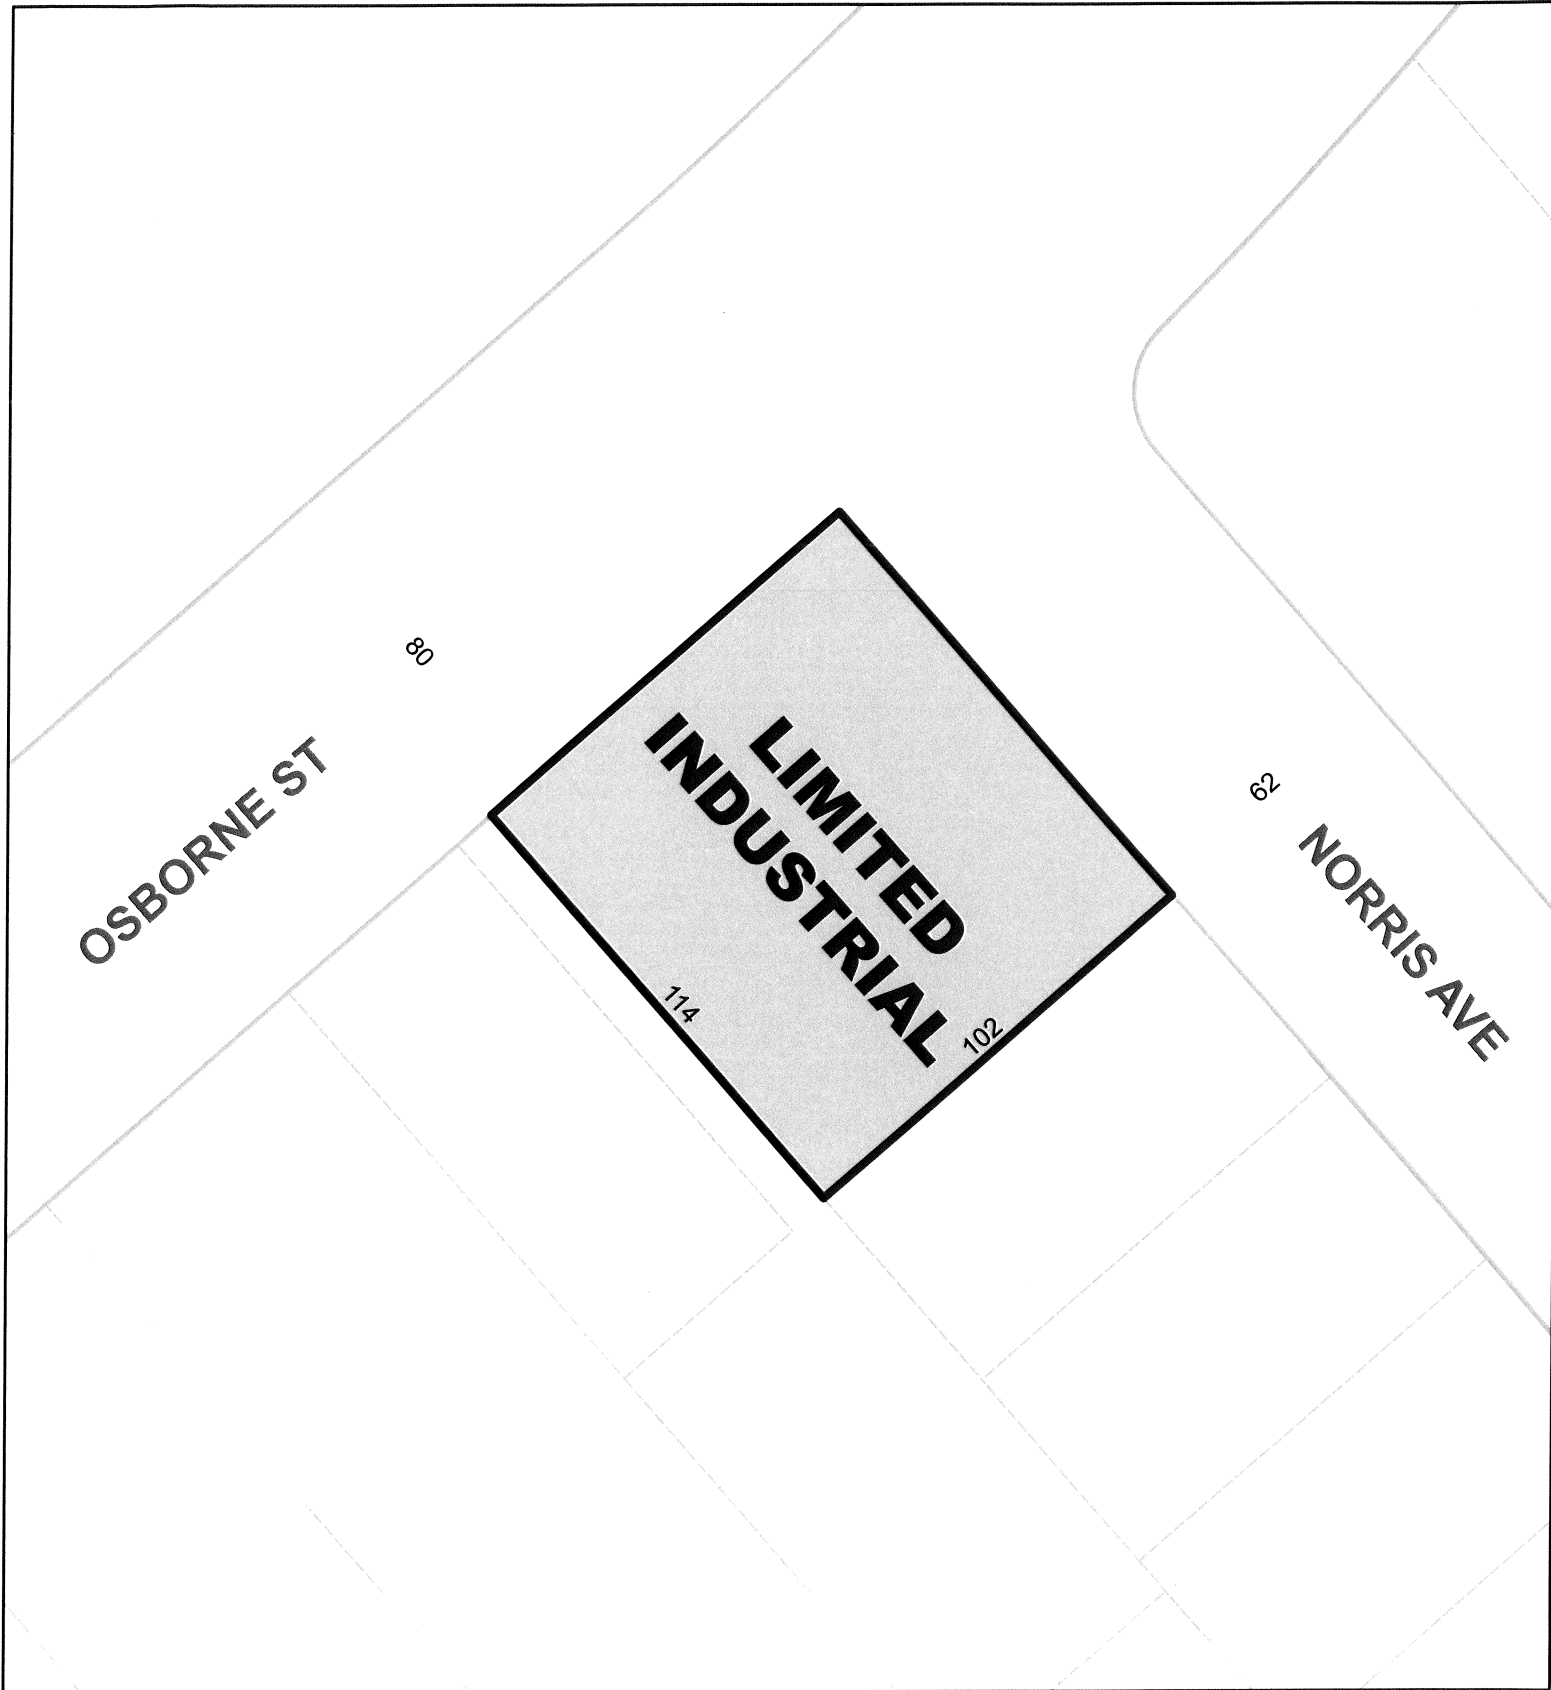 80
OSBORNE ST
LIMITED
INDUSTRIAL
62
NORRIS AVE
114
102